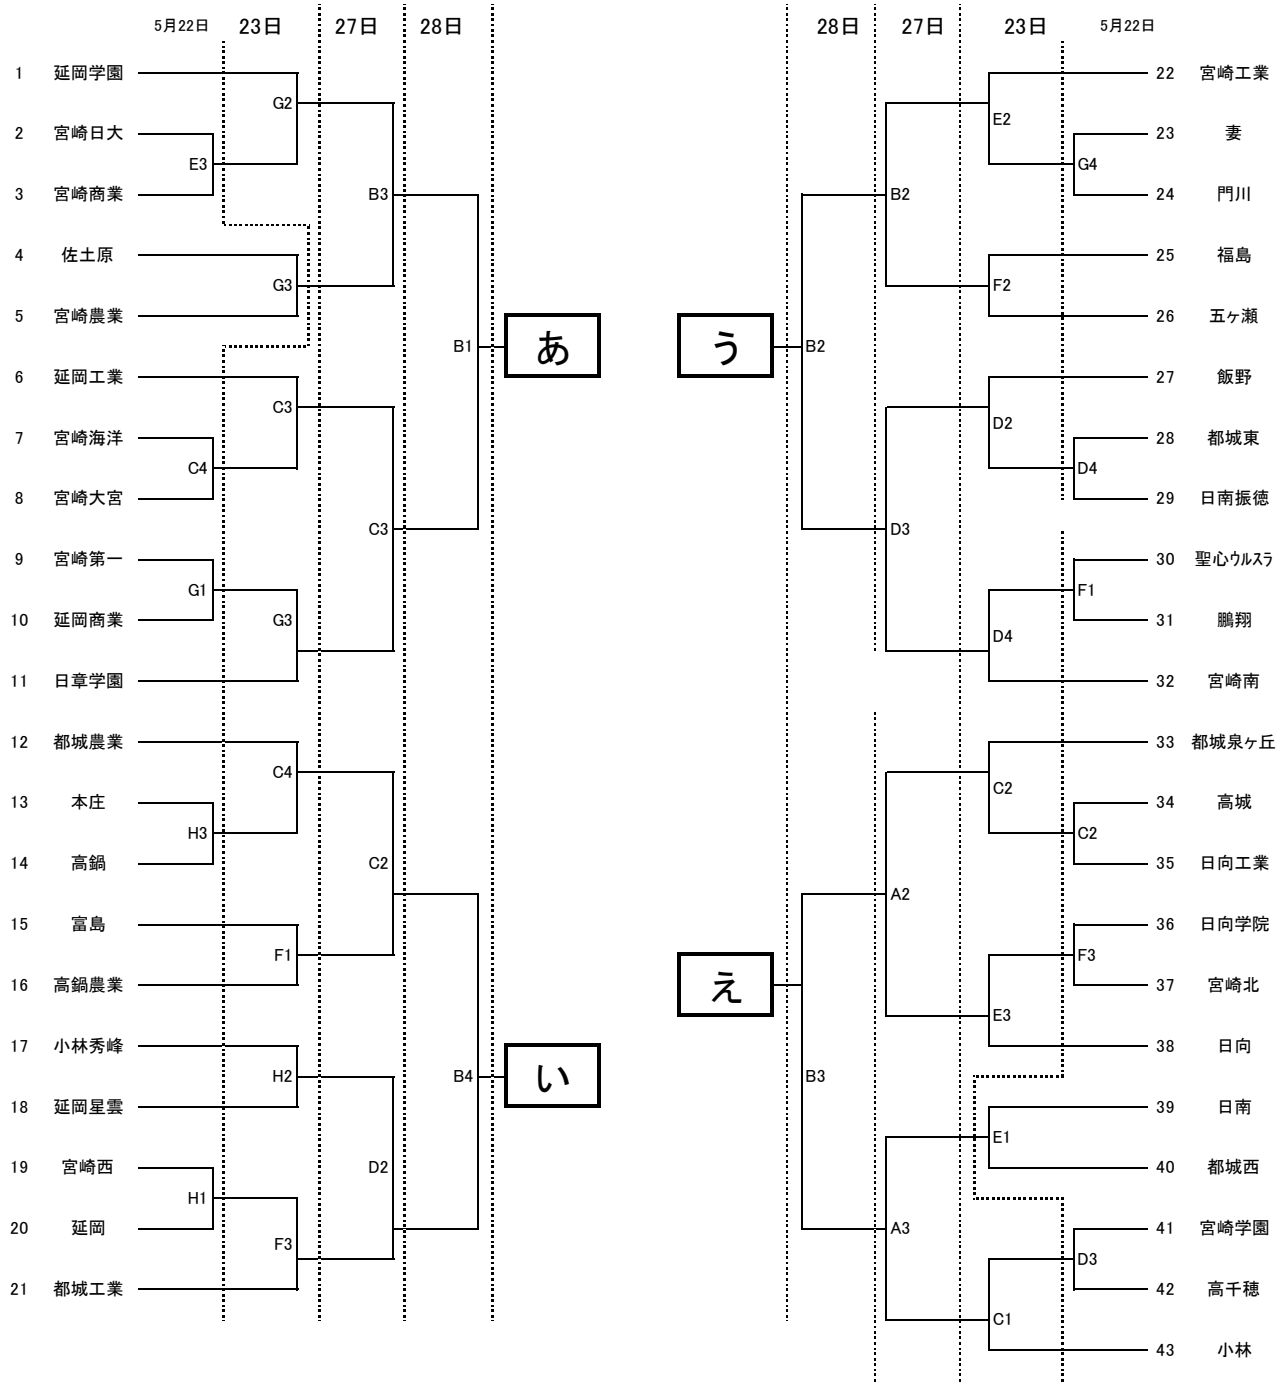 5月22日 23日 27日 28日 28日 27日 23日 5月22日
1 延岡学園 22 宮崎工業
G2 E2
2 宮崎日大 23 妻
E3 G4
3 宮崎商業 B3 B2 24 門川
4 佐土原 25 福島
G3 F2
5 宮崎農業 26 五ヶ瀬
B1 あ う B2
6 延岡工業 27 飯野
C3 D2
7 宮崎海洋 28 都城東
C4 D4
8 宮崎大宮 29 日南振徳
C3 D3
9 宮崎第一 30 聖心ウルスラ
G1 F1
10 延岡商業 G3 D4 31 鵬翔
11 日章学園 32 宮崎南
12 都城農業 33 都城泉ヶ丘
C4 C2
13 本庄 34 高城
H3 C2
14 高鍋 C2 35 日向工業
A2
15 富島 36 日向学院
F1 F3
16 高鍋農業 え 37 宮崎北
E3
17 小林秀峰 38 日向
H2 B4 い B3
18 延岡星雲 39 日南
E1
19 宮崎西 D2 40 都城西
H1
20 延岡 A3 41 宮崎学園
F3 D3
21 都城工業 42 高千穂
C1
43 小林